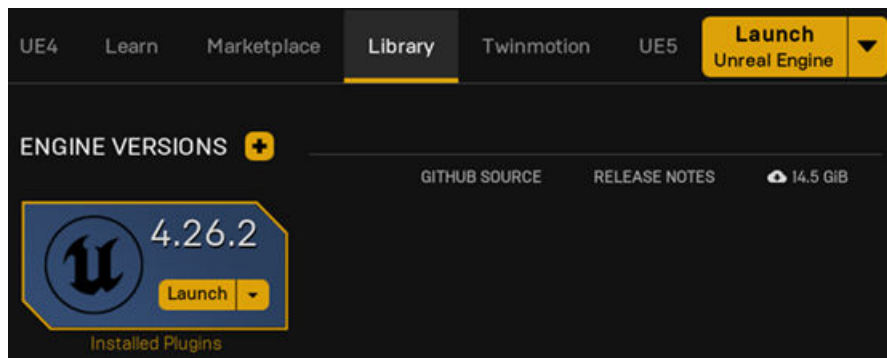 UE4 Learn Marketplace Library Twinmotion UE5 Launch
Unreal Engine
ENGINE VERSIONS
GITHUB SOURCE RELEASE NOTES 14.5 GiB
4.26.2
Launch
Installed Plugins